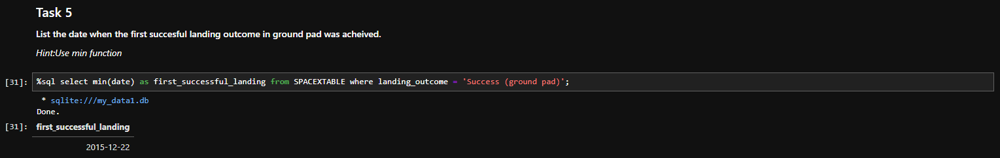 Task 5
List the date when the first succesful landing outcome in ground pad was acheived.
Hint:Use min function
[31]: %sql select min(date) as first_successful_landing from SPACEXTABLE where landing_outcome = 'Success (ground pad)';
* sqlite:///my_data1.db
Done.
[31]: first_successful_landing
2015-12-22